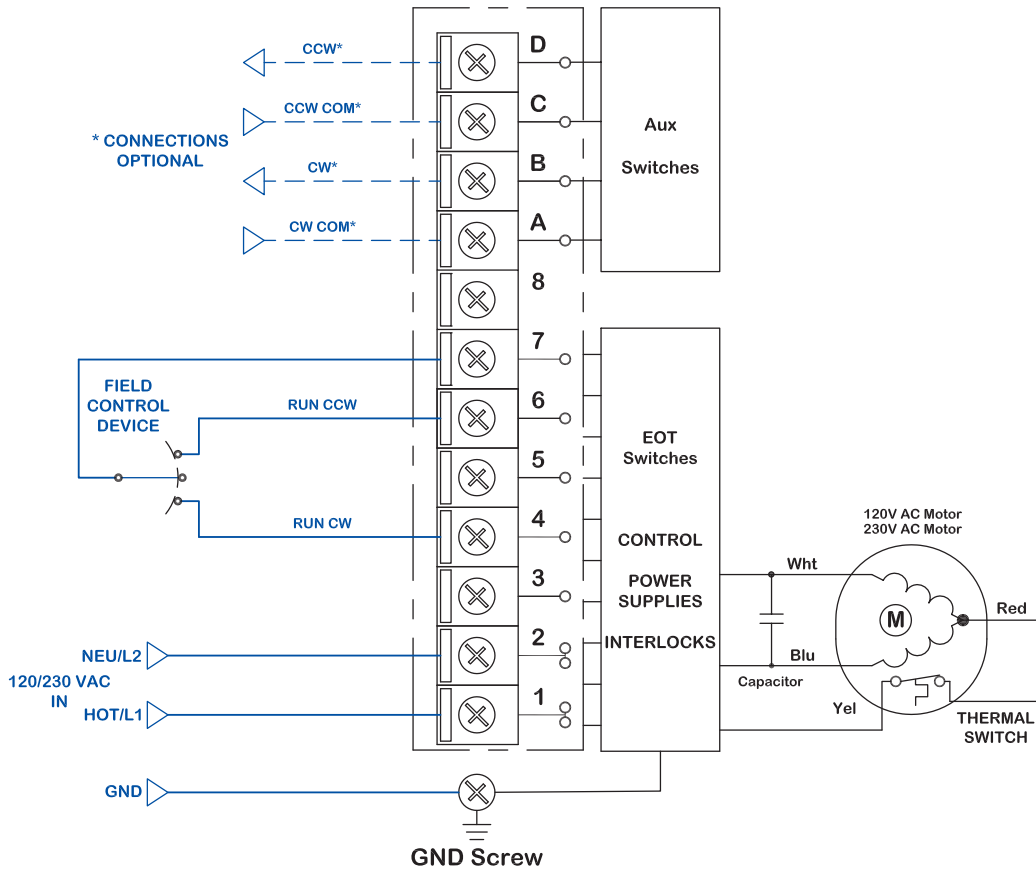 CCW*
D
CCW COM*
C
* CONNECTIONS
OPTIONAL
CW*
B
CW COM*
A
Aux
Switches
8
7
FIELD
CONTROL
DEVICE
RUN CCW
6
5
RUN CW
4
3
NEU/L2
2
120/230 VAC
IN
HOT/L1
1
EOT
Switches
CONTROL
POWER
SUPPLIES
INTERLOCKS
120V AC Motor
230V AC Motor
Wht
M
Red
Blu
Capacitor
Yel
THERMAL
SWITCH
GND
GND Screw